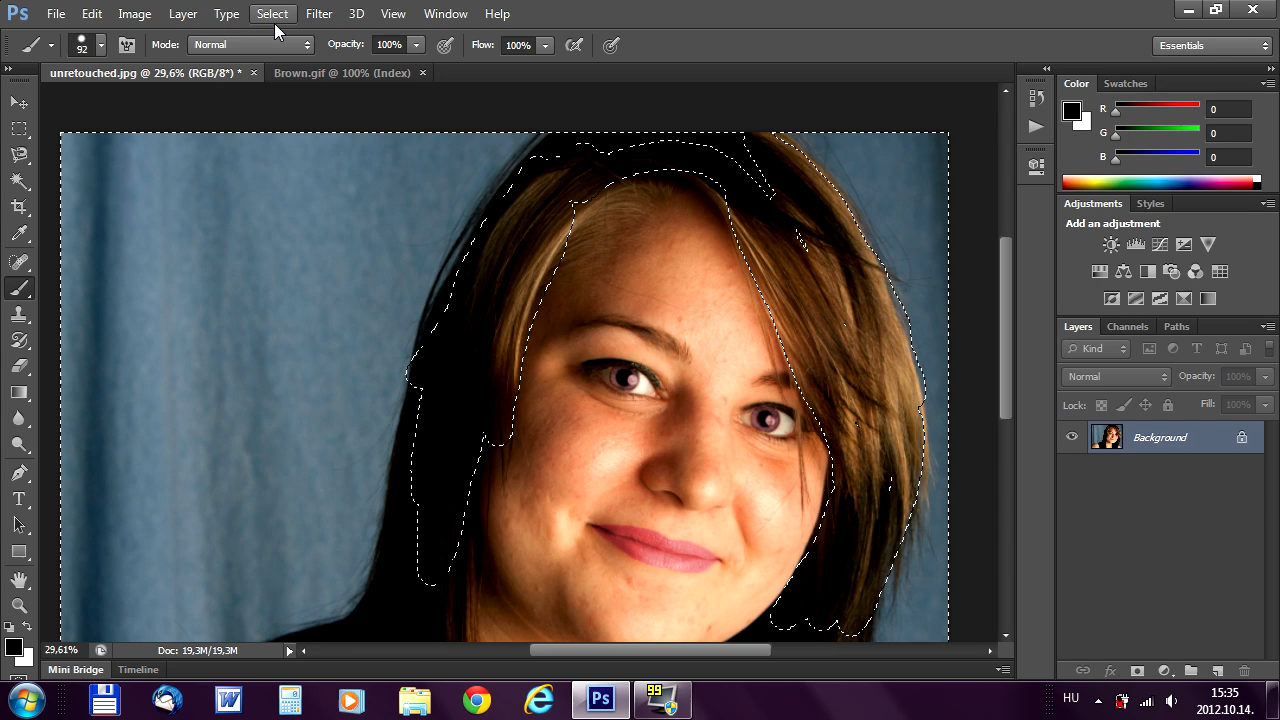 Ps File Edit Image Layer Type Select Filter 3D View Window Help
92 Mode: Normal Opacity: 100% Flow: 100% Essentials
unretouched.jpg @ 29,6% (RGB/8*) * × Brown.gif @ 100% (Index) ×
Color Swatches
R 0
G 0
B 0
Adjustments Styles
Add an adjustment
Layers Channels Paths
Kind
Normal Opacity: 100%
Lock: Fill: 100%
Background
29,61% Doc: 19,3M/19,3M
Mini Bridge Timeline
HU 15:35
2012.10.14.
Ps 99